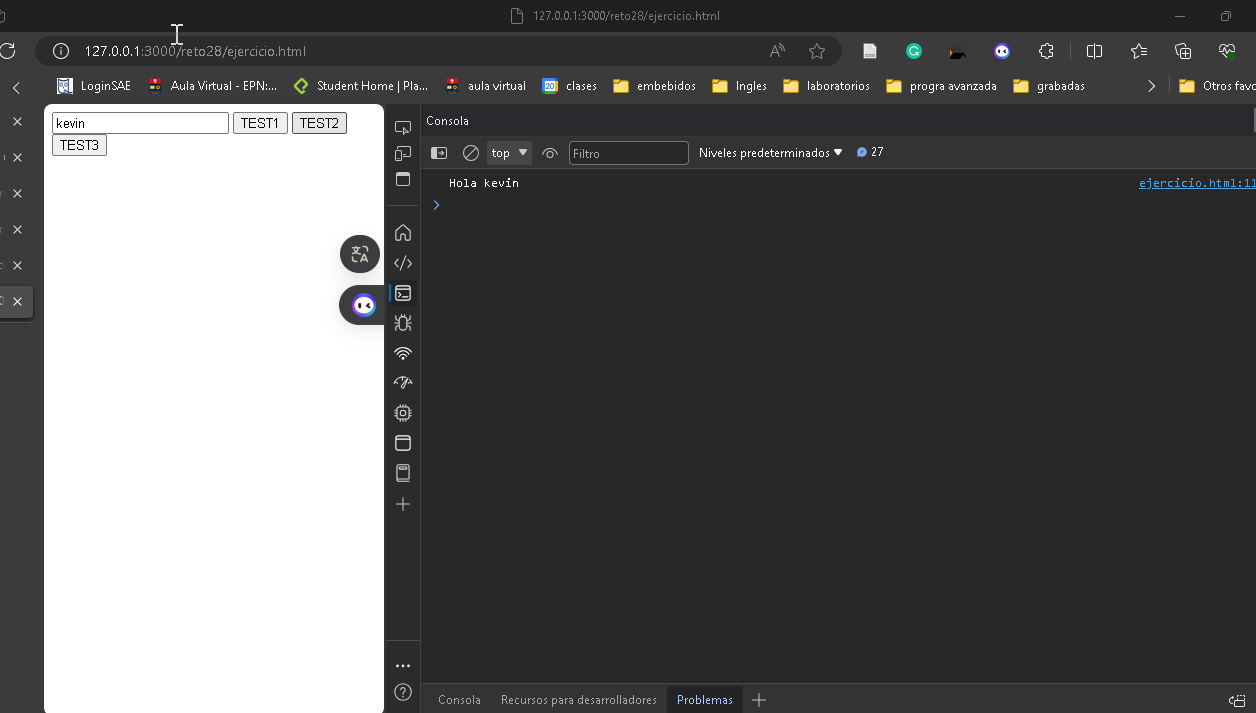 127.0.0.1:3000/reto28/ejercicio.html
127.0.0.1:3000/reto28/ejercicio.html
LoginSAE Aula Virtual - EPN:... Student Home | Pla... aula virtual 20 clases embebidos Ingles laboratorios progra avanzada grabadas Otros favo
kevin TEST1 TEST2
TEST3
Consola
top Filtro Niveles predeterminados 27
Hola kevin ejercicio.html:11
Consola Recursos para desarrolladores Problemas